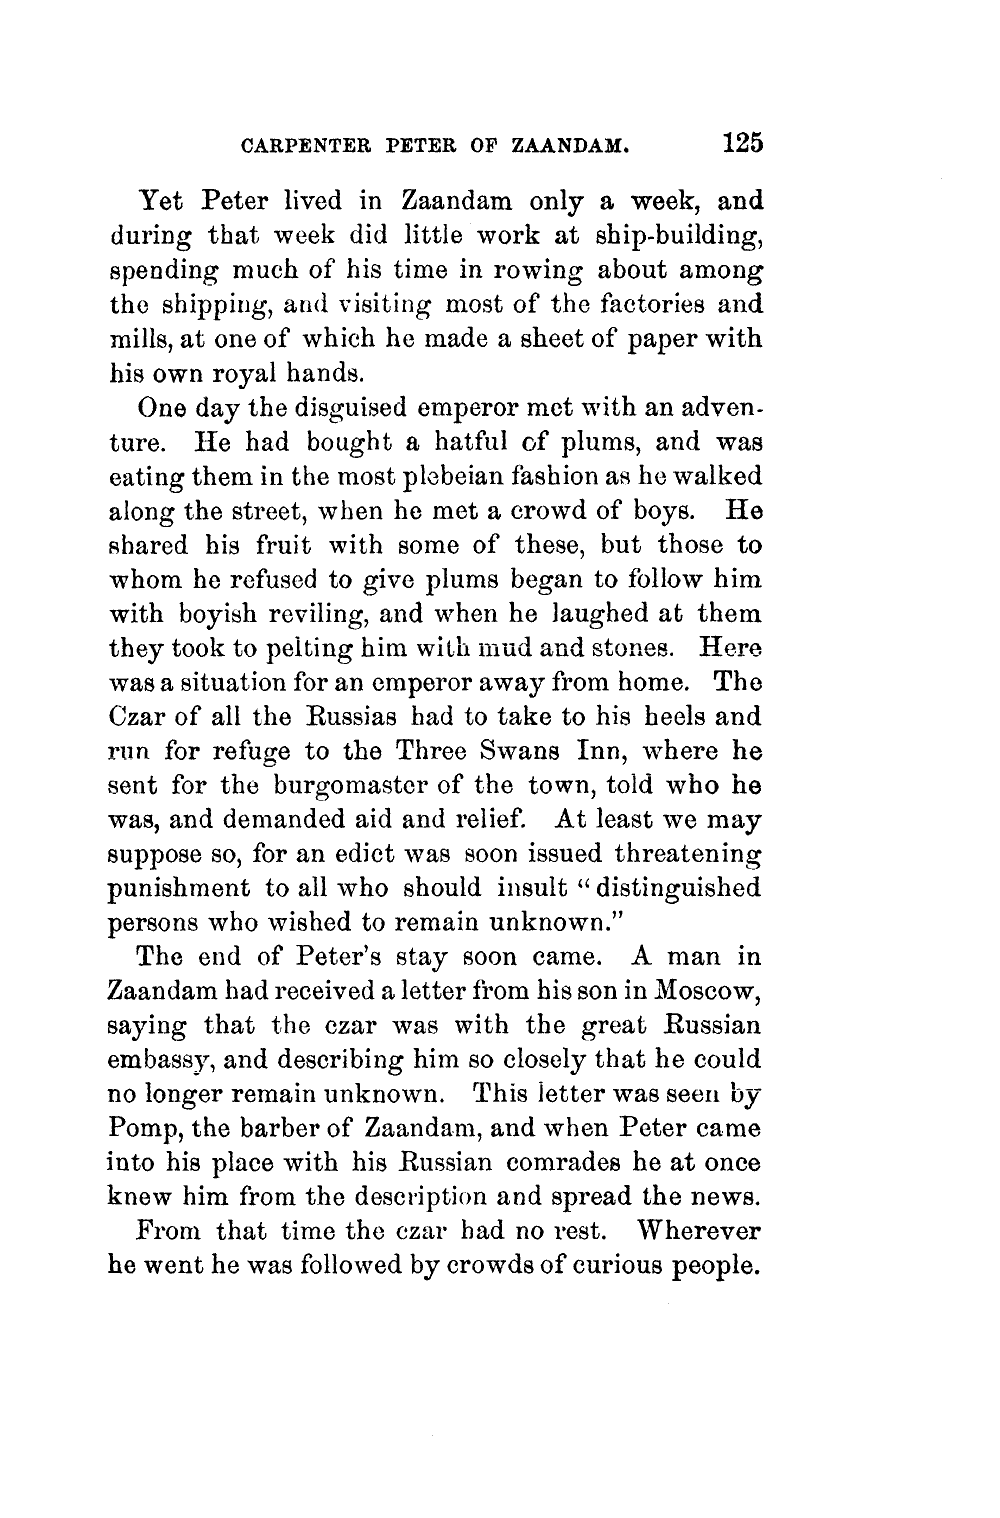 CARPENTER PETER OF ZAANDAM. 125
Yet Peter lived in Zaandam only a week, and
during that week did little work at ship-building,
spending much of his time in rowing about among
the shipping, and visiting most of the factories and
mills, at one of which he made a sheet of paper with
his own royal hands.
One day the disguised emperor met with an adven-
ture. He had bought a hatful of plums, and was
eating them in the most plebeian fashion as he walked
along the street, when he met a crowd of boys. He
shared his fruit with some of these, but those to
whom he refused to give plums began to follow him
with boyish reviling, and when he laughed at them
they took to pelting him with mud and stones. Here
was a situation for an emperor away from home. The
Czar of all the Russias had to take to his heels and
run for refuge to the Three Swans Inn, where he
sent for the burgomaster of the town, told who he
was, and demanded aid and relief. At least we may
suppose so, for an edict was soon issued threatening
punishment to all who should insult “distinguished
persons who wished to remain unknown.”
The end of Peter's stay soon came. A man in
Zaandam had received a letter from his son in Moscow,
saying that the czar was with the great Russian
embassy, and describing him so closely that he could
no longer remain unknown. This letter was seen by
Pomp, the barber of Zaandam, and when Peter came
into his place with his Russian comrades he at once
knew him from the description and spread the news.
From that time the czar had no rest. Wherever
he went he was followed by crowds of curious people.